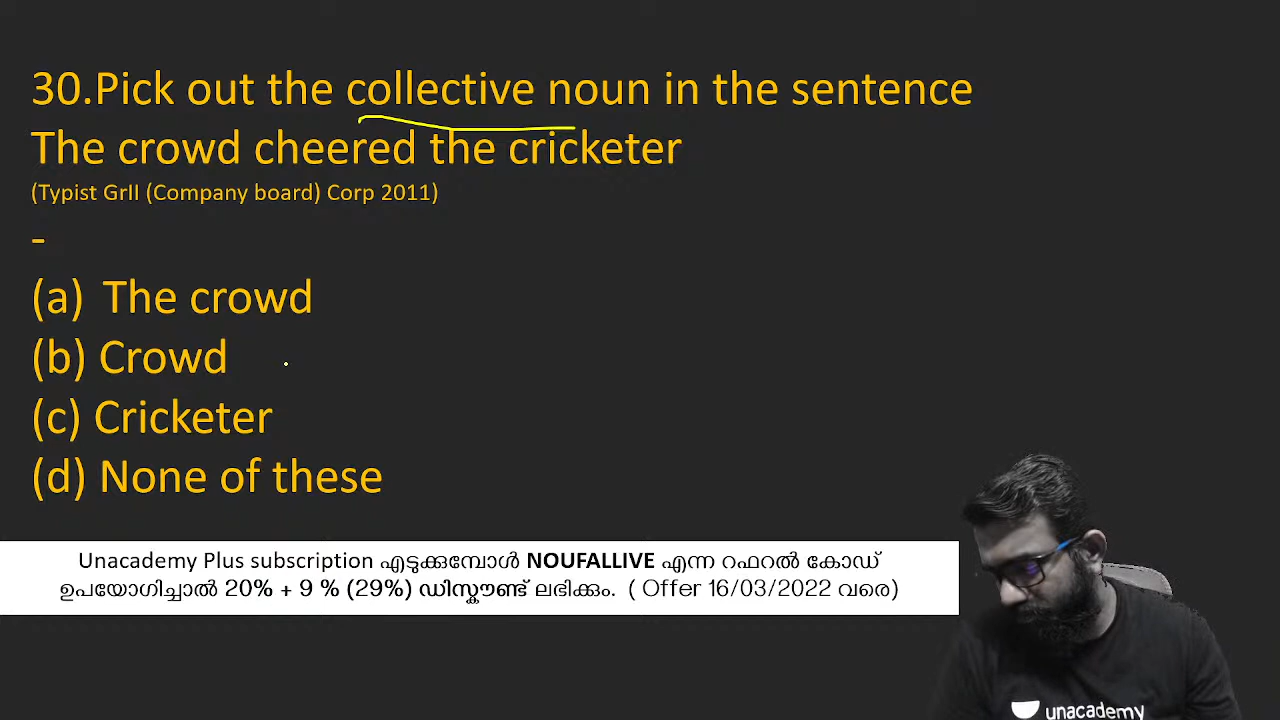 30.Pick out the collective noun in the sentence
The crowd cheered the cricketer
(Typist GrII (Company board) Corp 2011)
-
(a) The crowd
(b) Crowd
(c) Cricketer
(d) None of these
Unacademy Plus subscription എടുക്കുമ്പോൾ NOUFALLIVE എന്ന റഫറൽ കോഡ്
ഉപയോഗിച്ചാൽ 20% + 9 % (29%) ഡിസ്കൗണ്ട് ലഭിക്കും. ( Offer 16/03/2022 വരെ)
unacademy